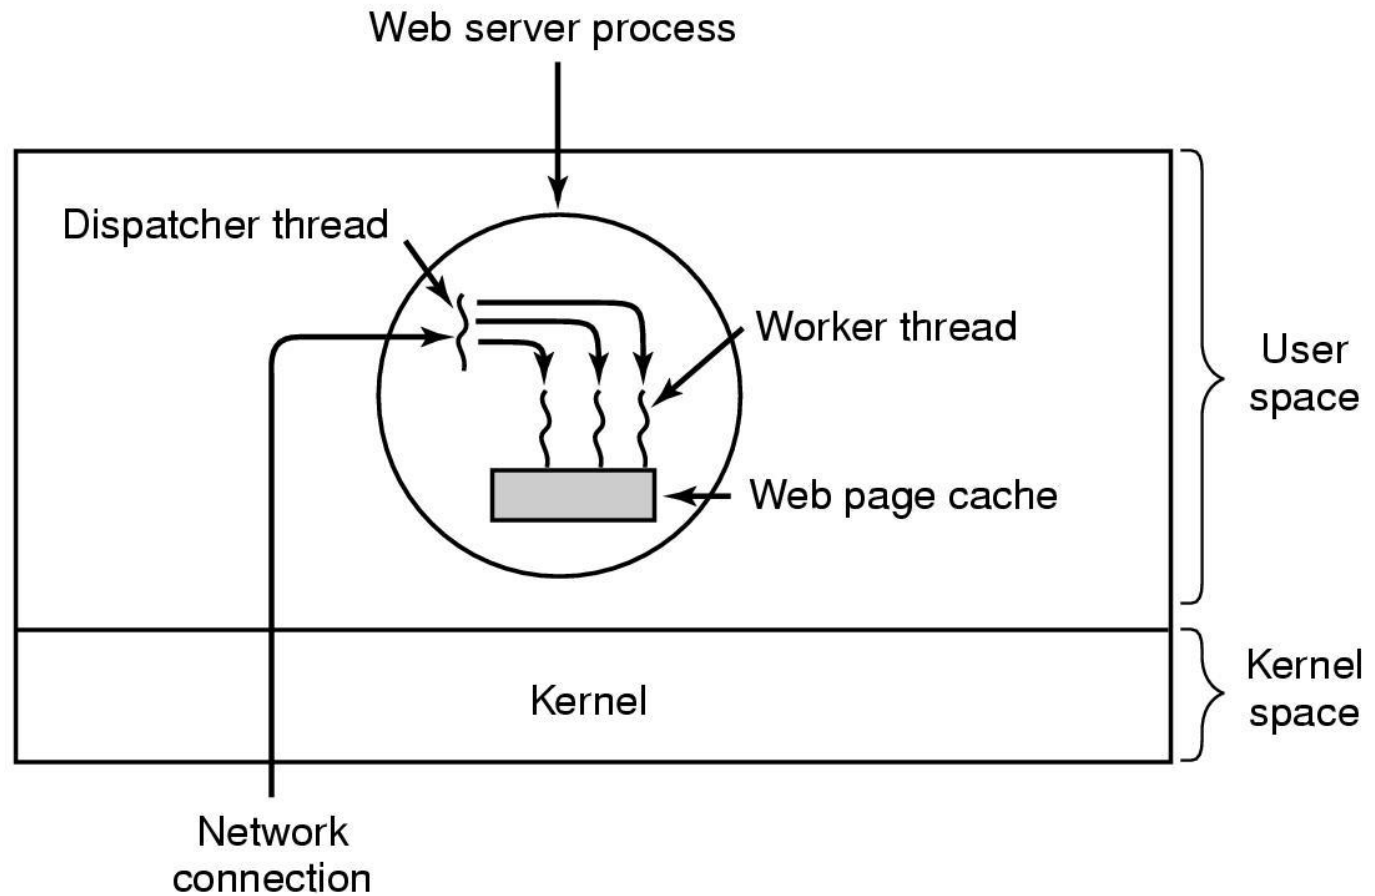 Web server process
Dispatcher thread
Worker thread
User
space
Web page cache
Kernel
Kernel
space
Network
connection